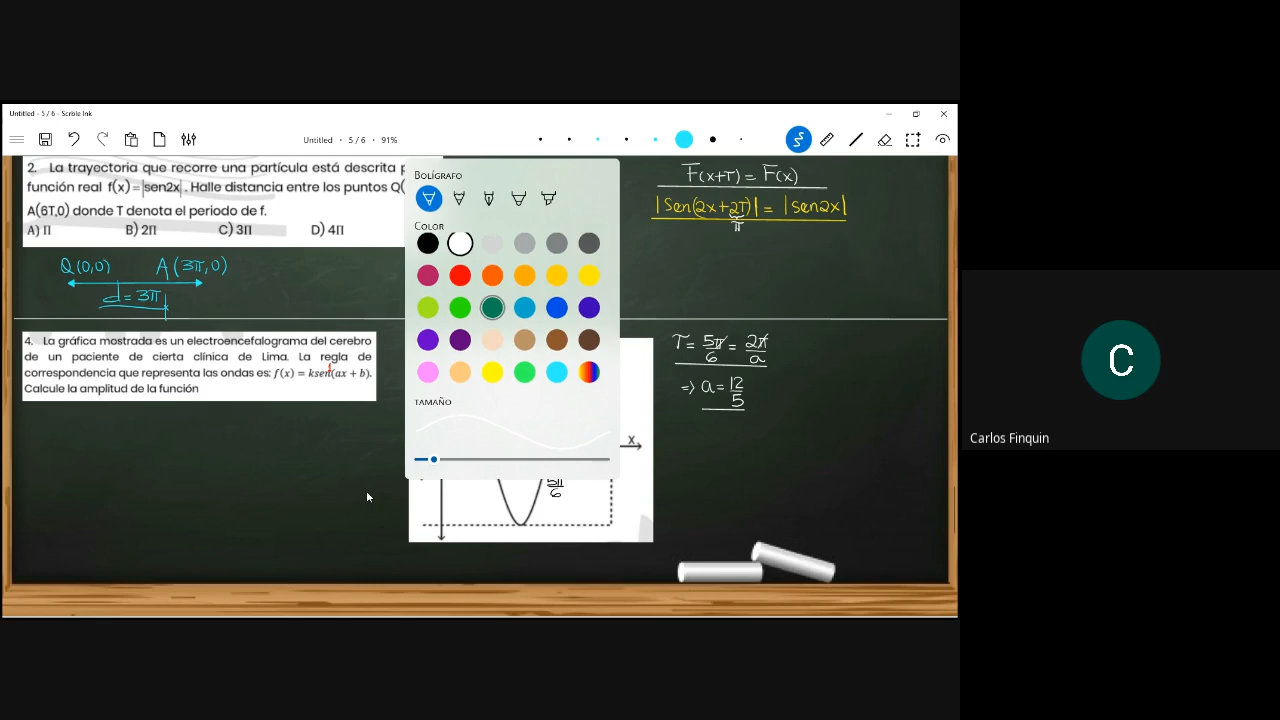 Untitled - 5 / 6 - Scrble Ink
Untitled • 5 / 6 • 91%
2. La trayectoria que recorre una partícula está descrita p
función real f(x) = |sen2x|. Halle distancia entre los puntos Q(
A(6T,0) donde T denota el periodo de f.
A) Π B) 2Π C) 3Π D) 4Π
Q(0,0) A(3π,0)
d = 3π
4. La gráfica mostrada es un electroencefalograma del cerebro
de un paciente de cierta clínica de Lima. La regla de
correspondencia que representa las ondas es: f(x) = ksen(ax + b).
Calcule la amplitud de la función
BOLÍGRAFO
COLOR
TAMAÑO
X
5π
6
F(x+T) = F(x)
|Sen(2x+2T)| = |sen2x|
π
T = 5π/6 = 2π/a
=> a = 12/5
C
Carlos Finquin